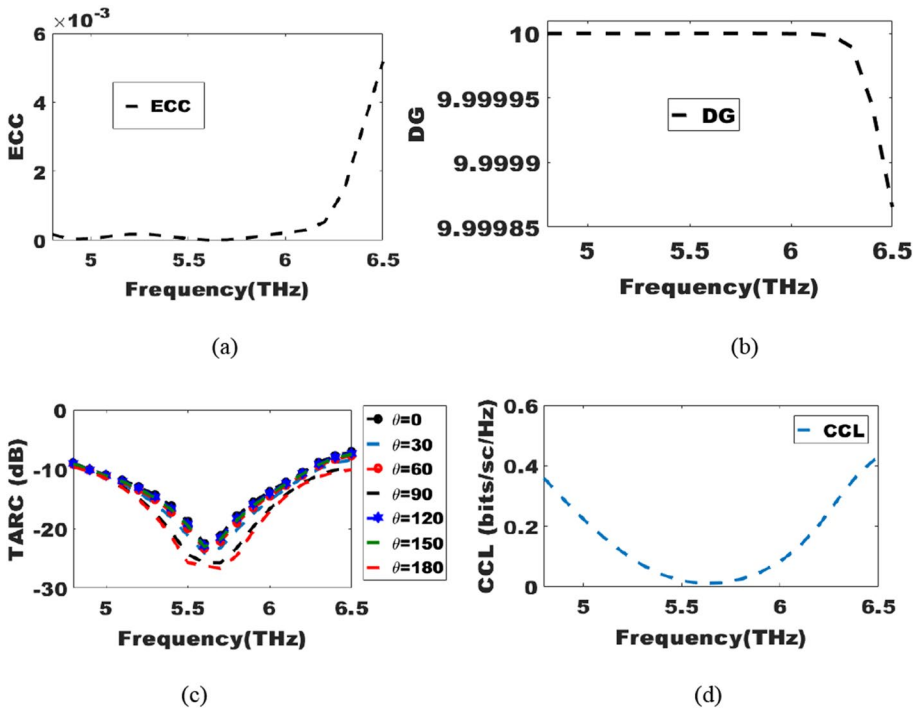 ×10⁻³
6
4
2
0
ECC
ECC
5
5.5
6
6.5
Frequency(THz)
(a)
10
9.99995
9.9999
9.99985
DG
DG
5
5.5
6
6.5
Frequency(THz)
(b)
0
-10
-20
-30
TARC (dB)
θ=0
θ=30
θ=60
θ=90
θ=120
θ=150
θ=180
5
5.5
6
6.5
Frequency(THz)
(c)
0.6
0.4
0.2
0
CCL (bits/sc/Hz)
CCL
5
5.5
6
6.5
Frequency(THz)
(d)